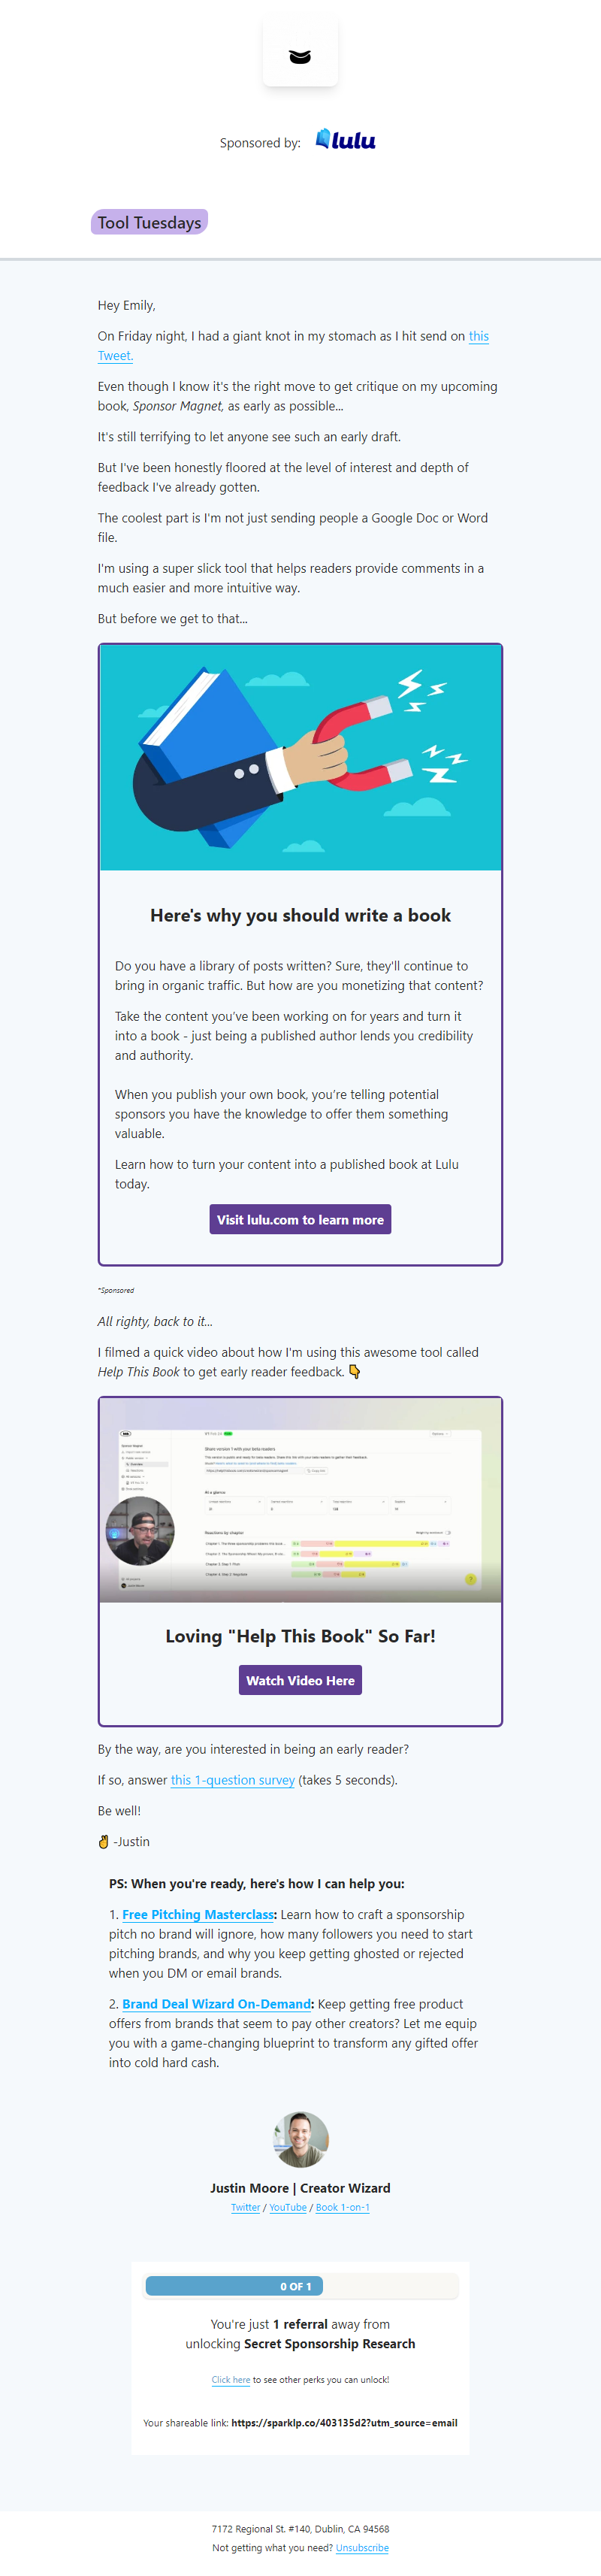 Sponsored by: lulu
Tool Tuesdays
Hey Emily,
On Friday night, I had a giant knot in my stomach as I hit send on this
Tweet.
Even though I know it's the right move to get critique on my upcoming
book, Sponsor Magnet, as early as possible...
It's still terrifying to let anyone see such an early draft.
But I've been honestly floored at the level of interest and depth of
feedback I've already gotten.
The coolest part is I'm not just sending people a Google Doc or Word
file.
I'm using a super slick tool that helps readers provide comments in a
much easier and more intuitive way.
But before we get to that...
Here's why you should write a book
Do you have a library of posts written? Sure, they'll continue to
bring in organic traffic. But how are you monetizing that content?
Take the content you’ve been working on for years and turn it
into a book - just being a published author lends you credibility
and authority.
When you publish your own book, you’re telling potential
sponsors you have the knowledge to offer them something
valuable.
Learn how to turn your content into a published book at Lulu
today.
Visit lulu.com to learn more
*Sponsored
All righty, back to it...
I filmed a quick video about how I'm using this awesome tool called
Help This Book to get early reader feedback. 👇
Share version 1 with your beta readers
At a glance
Reactions by chapter
Loving "Help This Book" So Far!
Watch Video Here
By the way, are you interested in being an early reader?
If so, answer this 1-question survey (takes 5 seconds).
Be well!
✌️ -Justin
PS: When you're ready, here's how I can help you:
1. Free Pitching Masterclass: Learn how to craft a sponsorship
pitch no brand will ignore, how many followers you need to start
pitching brands, and why you keep getting ghosted or rejected
when you DM or email brands.
2. Brand Deal Wizard On-Demand: Keep getting free product
offers from brands that seem to pay other creators? Let me equip
you with a game-changing blueprint to transform any gifted offer
into cold hard cash.
Justin Moore | Creator Wizard
Twitter / YouTube / Book 1-on-1
0 OF 1
You're just 1 referral away from
unlocking Secret Sponsorship Research
Click here to see other perks you can unlock!
Your shareable link: https://sparklp.co/403135d2?utm_source=email
7172 Regional St. #140, Dublin, CA 94568
Not getting what you need? Unsubscribe